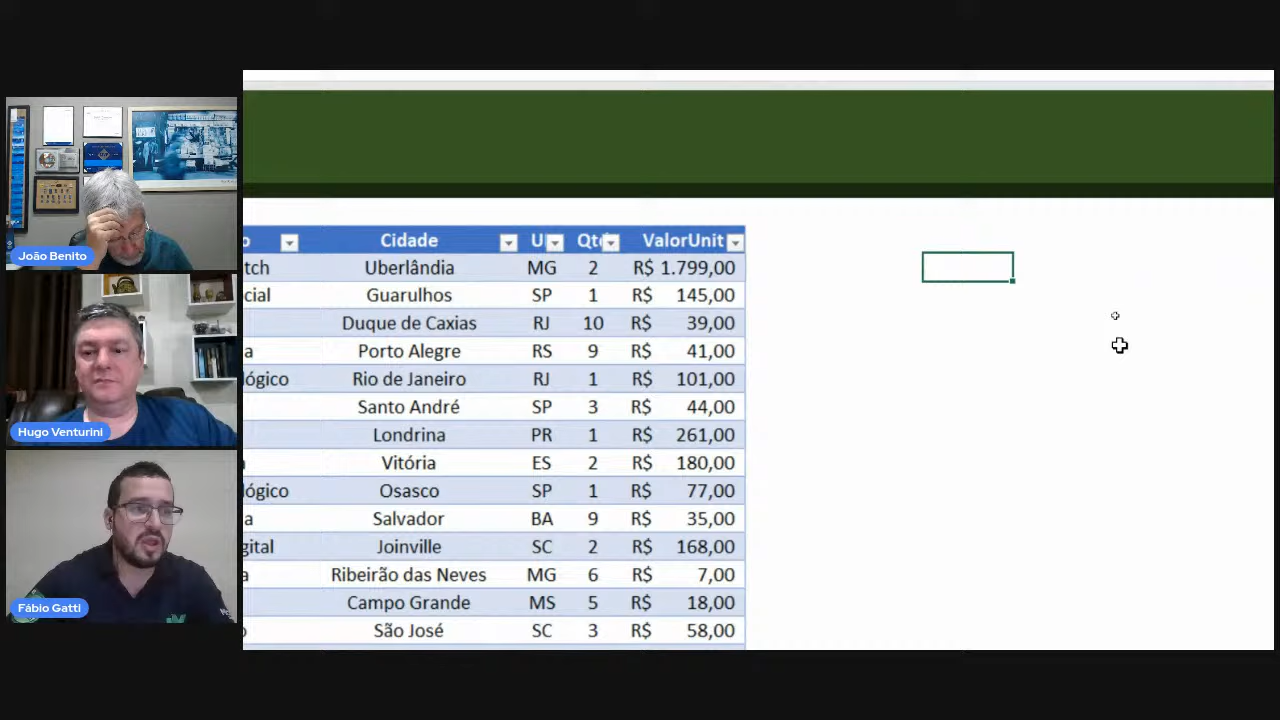 João Benito
Hugo Venturini
Fábio Gatti
o Cidade U Qtd ValorUnit
tch Uberlândia MG 2 R$ 1.799,00
cial Guarulhos SP 1 R$ 145,00
Duque de Caxias RJ 10 R$ 39,00
a Porto Alegre RS 9 R$ 41,00
lógico Rio de Janeiro RJ 1 R$ 101,00
Santo André SP 3 R$ 44,00
Londrina PR 1 R$ 261,00
a Vitória ES 2 R$ 180,00
lógico Osasco SP 1 R$ 77,00
a Salvador BA 9 R$ 35,00
gital Joinville SC 2 R$ 168,00
a Ribeirão das Neves MG 6 R$ 7,00
Campo Grande MS 5 R$ 18,00
o São José SC 3 R$ 58,00